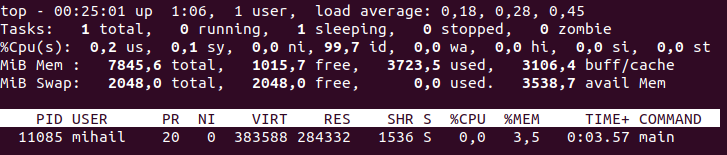 top - 00:25:01 up  1:06,  1 user,  load average: 0,18, 0,28, 0,45
Tasks:   1 total,   0 running,   1 sleeping,   0 stopped,   0 zombie
%Cpu(s):  0,2 us,  0,1 sy,  0,0 ni, 99,7 id,  0,0 wa,  0,0 hi,  0,0 si,  0,0 st
MiB Mem :   7845,6 total,   1015,7 free,   3723,5 used,   3106,4 buff/cache
MiB Swap:   2048,0 total,   2048,0 free,      0,0 used.   3538,7 avail Mem
PID USER      PR  NI    VIRT    RES    SHR S  %CPU  %MEM     TIME+ COMMAND
11085 mihail    20   0  383588 284332   1536 S   0,0   3,5   0:03.57 main